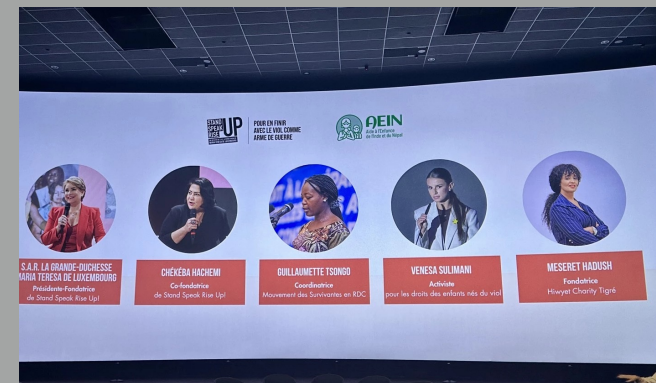 STAND
SPEAK
RISE
UP
POUR EN FINIR
AVEC LE VIOL COMME
ARME DE GUERRE
AEIN
Aide à l'Enfance
de l'Inde et du Népal
S.A.R. LA GRANDE-DUCHESSE
MARIA TERESA DE LUXEMBOURG
Présidente-Fondatrice
de Stand Speak Rise Up!
CHÉKÉBA HACHEMI
Co-fondatrice
de Stand Speak Rise Up!
GUILLAUMETTE TSONGO
Coordinatrice
Mouvement des Survivantes en RDC
VENESA SULIMANI
Activiste
pour les droits des enfants nés du viol
MESERET HADUSH
Fondatrice
Hiwyet Charity Tigré